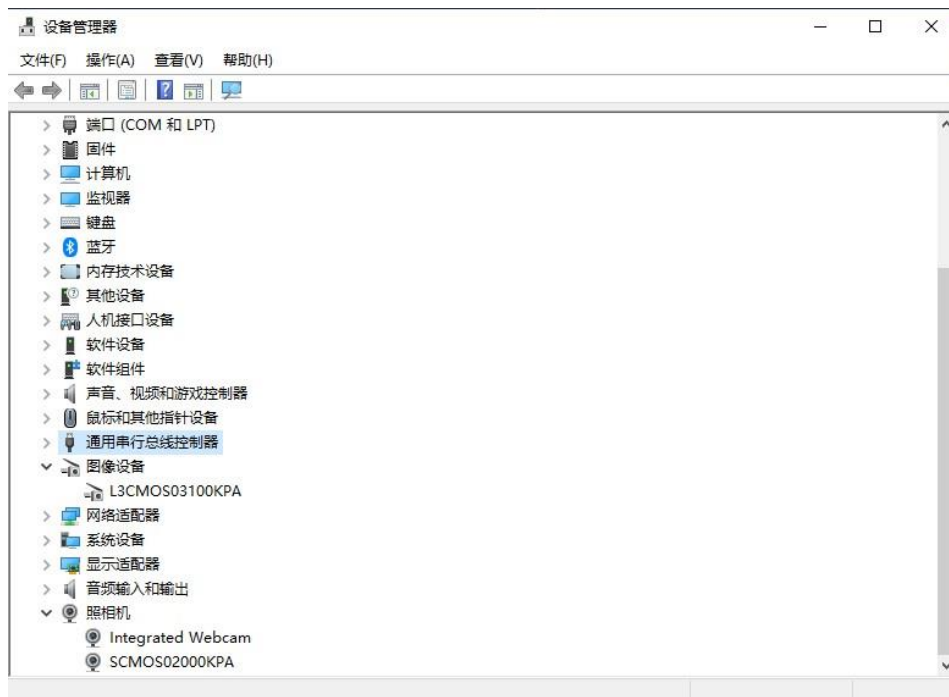 设备管理器
文件(F) 操作(A) 查看(V) 帮助(H)
端口 (COM 和 LPT)
固件
计算机
监视器
键盘
蓝牙
内存技术设备
其他设备
人机接口设备
软件设备
软件组件
声音、视频和游戏控制器
鼠标和其他指针设备
通用串行总线控制器
图像设备
L3CMOS03100KPA
网络适配器
系统设备
显示适配器
音频输入和输出
照相机
Integrated Webcam
SCMOS02000KPA